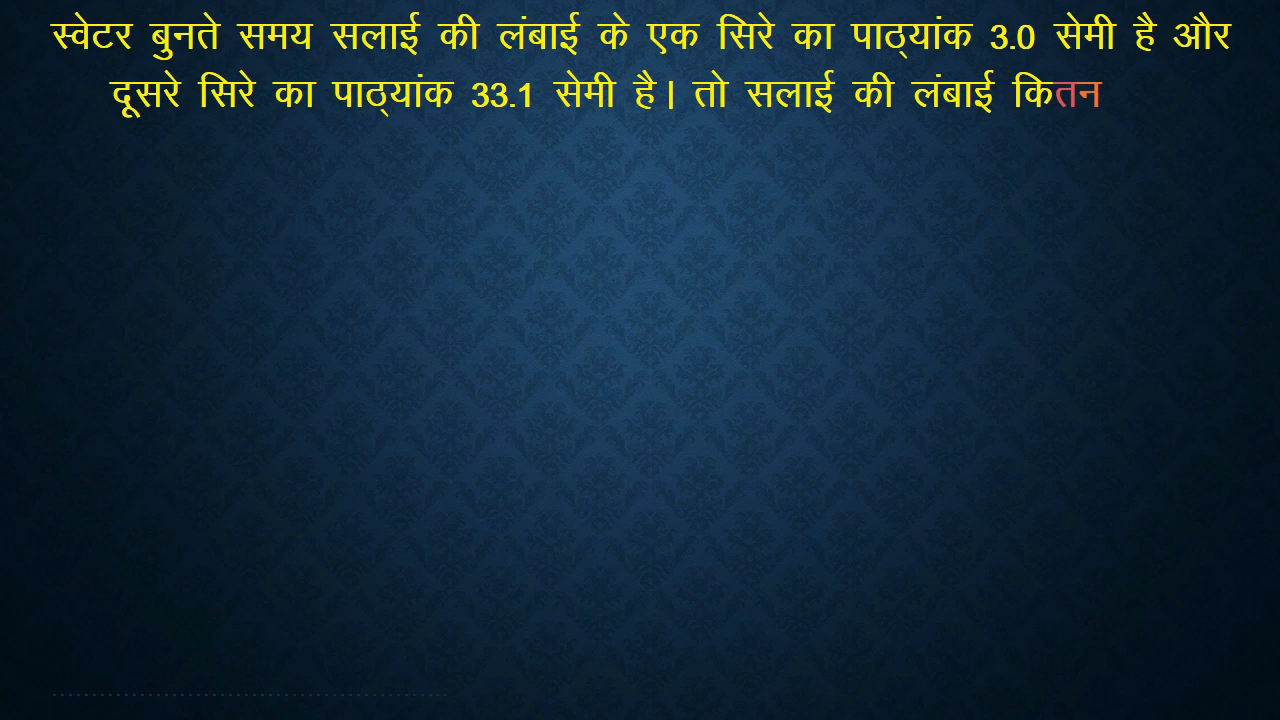 स्वेटर बुनते समय सलाई की लंबाई के एक सिरे का पाठ्यांक 3.0 सेमी है और
दूसरे सिरे का पाठ्यांक 33.1 सेमी है। तो सलाई की लंबाई कितन